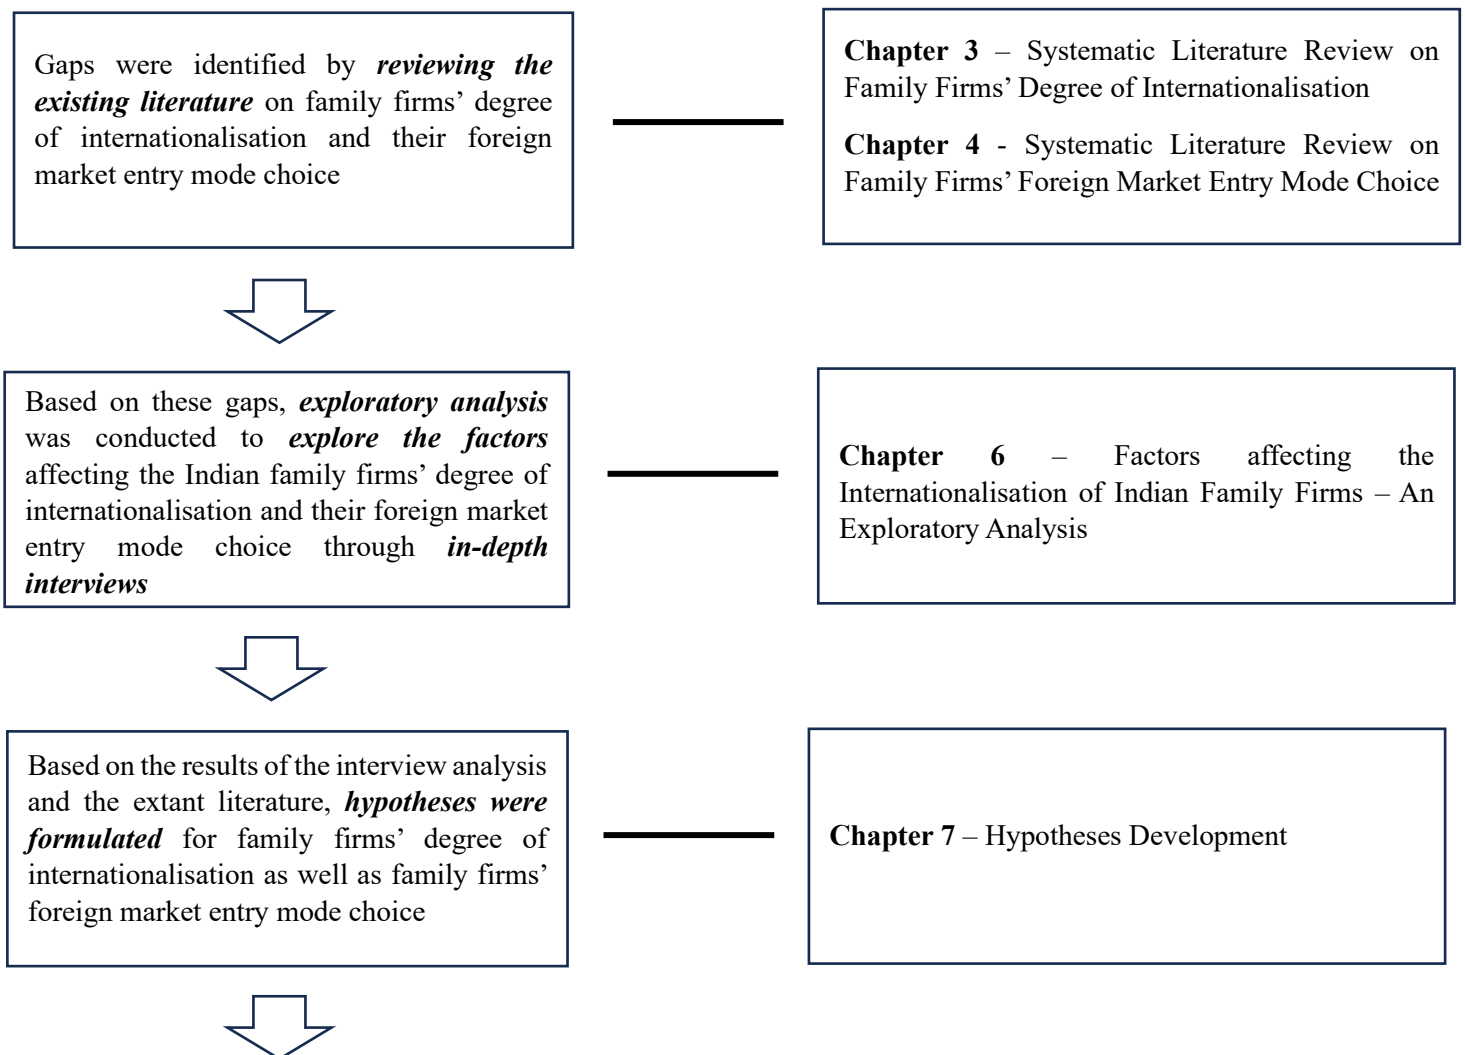 Gaps were identified by reviewing the
existing literature on family firms’ degree
of internationalisation and their foreign
market entry mode choice
Chapter 3 – Systematic Literature Review on
Family Firms’ Degree of Internationalisation
Chapter 4 - Systematic Literature Review on
Family Firms’ Foreign Market Entry Mode Choice
Based on these gaps, exploratory analysis
was conducted to explore the factors
affecting the Indian family firms’ degree of
internationalisation and their foreign market
entry mode choice through in-depth
interviews
Chapter 6 – Factors affecting the
Internationalisation of Indian Family Firms – An
Exploratory Analysis
Based on the results of the interview analysis
and the extant literature, hypotheses were
formulated for family firms’ degree of
internationalisation as well as family firms’
foreign market entry mode choice
Chapter 7 – Hypotheses Development